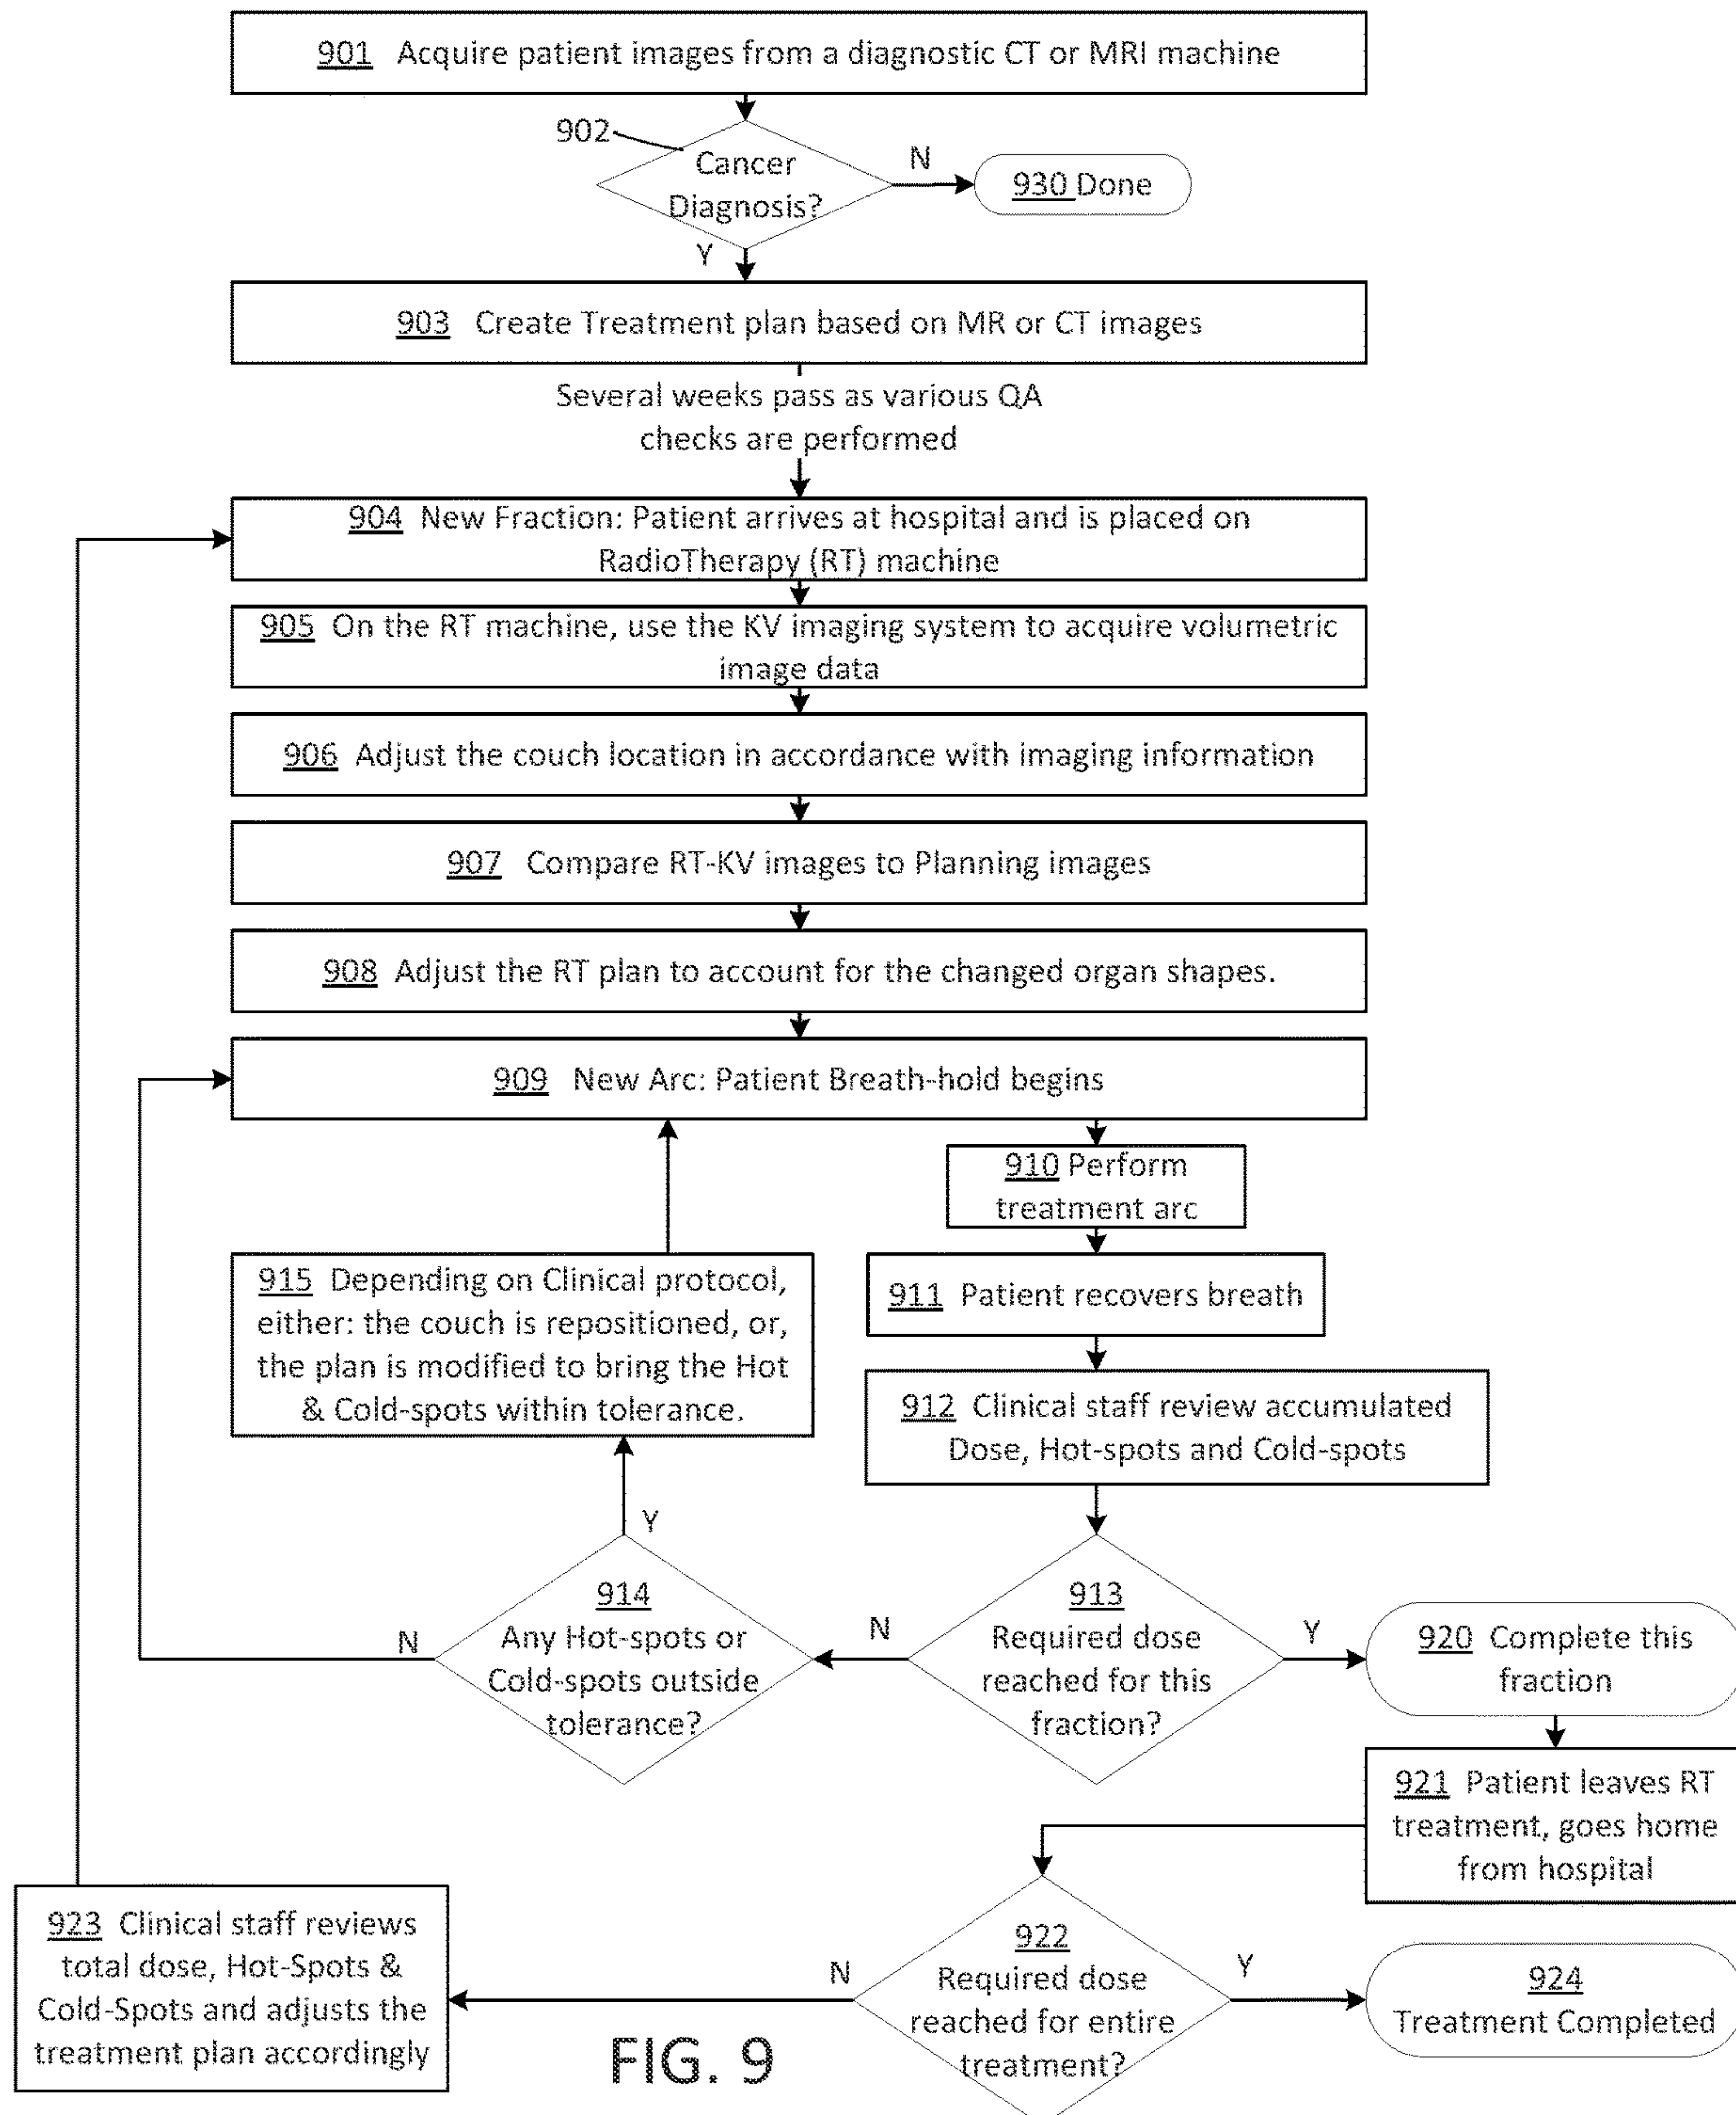 901 Acquire patient images from a diagnostic CT or MRI machine
902
Cancer
Diagnosis?
N
930 Done
Y
903 Create Treatment plan based on MR or CT images
Several weeks pass as various QA
checks are performed
904 New Fraction: Patient arrives at hospital and is placed on
RadioTherapy (RT) machine
905 On the RT machine, use the KV imaging system to acquire volumetric
image data
906 Adjust the couch location in accordance with imaging information
907 Compare RT-KV images to Planning images
908 Adjust the RT plan to account for the changed organ shapes.
909 New Arc: Patient Breath-hold begins
910 Perform
treatment arc
911 Patient recovers breath
912 Clinical staff review accumulated
Dose, Hot-spots and Cold-spots
915 Depending on Clinical protocol,
either: the couch is repositioned, or,
the plan is modified to bring the Hot
& Cold-spots within tolerance.
Y
914
Any Hot-spots or
Cold-spots outside
tolerance?
N
N
913
Required dose
reached for this
fraction?
Y
920 Complete this
fraction
921 Patient leaves RT
treatment, goes home
from hospital
922
Required dose
reached for entire
treatment?
N
Y
923 Clinical staff reviews
total dose, Hot-Spots &
Cold-Spots and adjusts the
treatment plan accordingly
924
Treatment Completed
FIG. 9